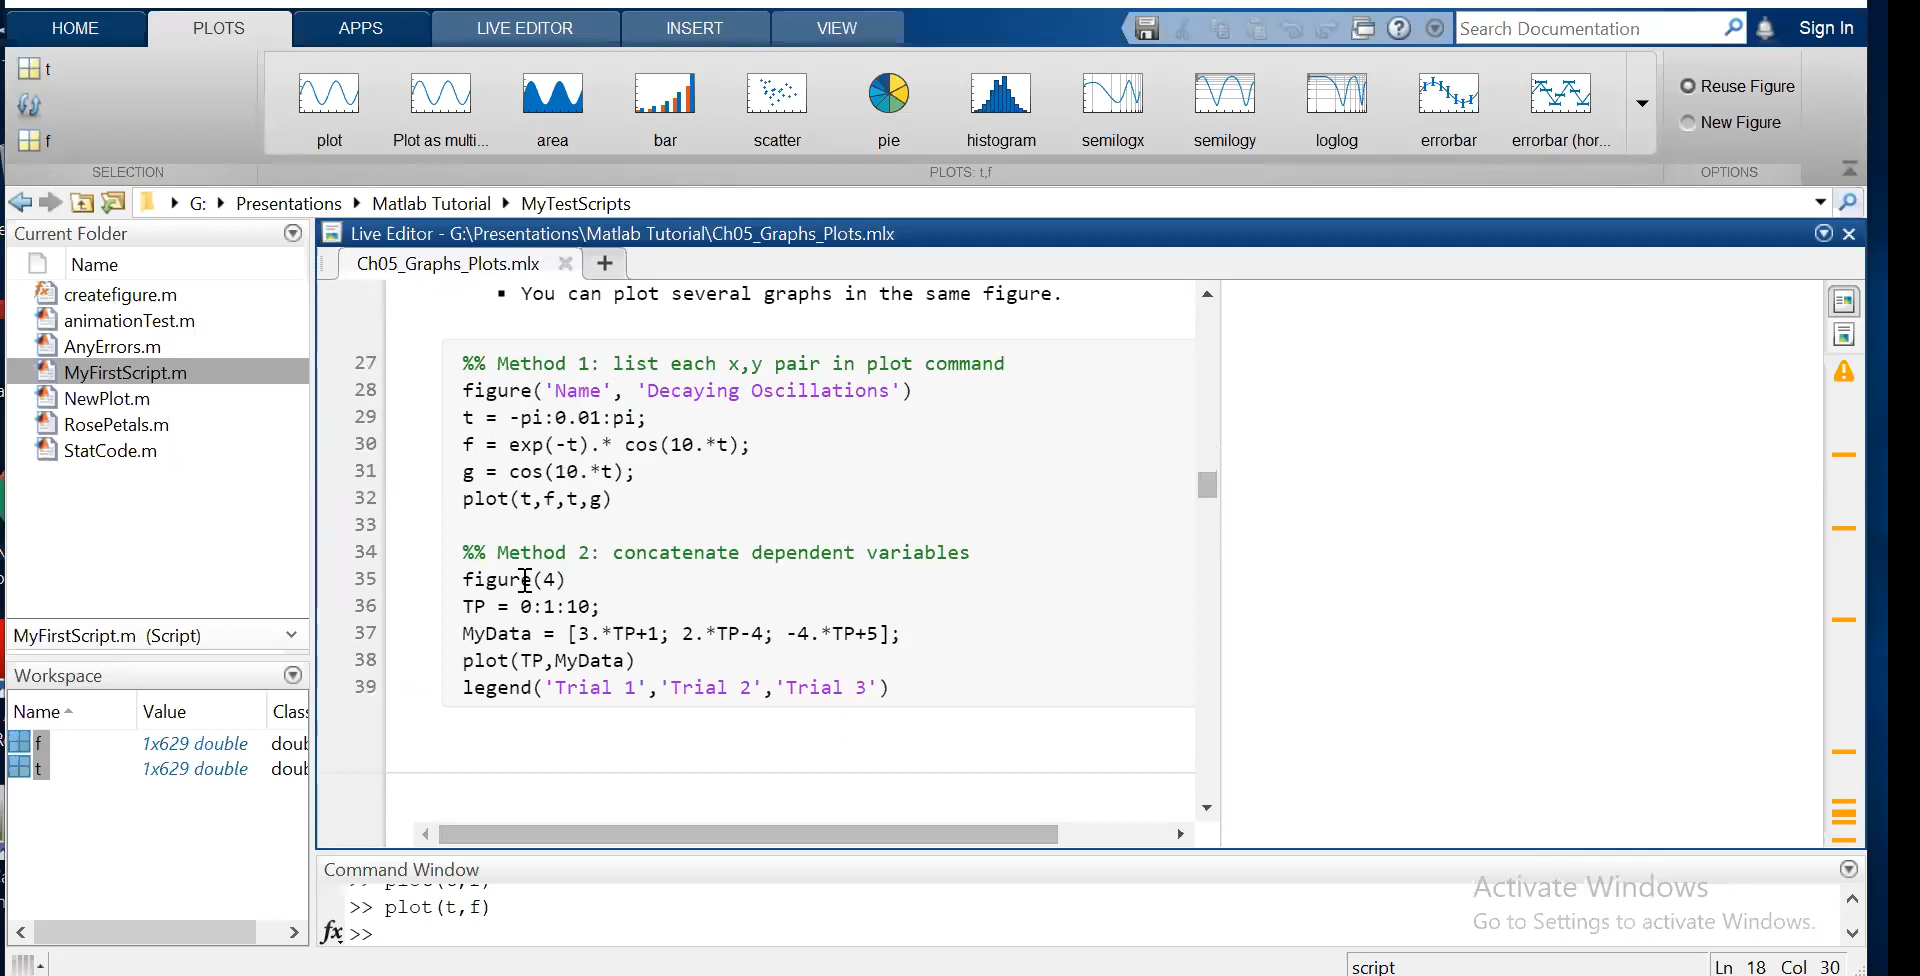 HOME PLOTS APPS LIVE EDITOR INSERT VIEW Search Documentation Sign In
t
f
plot Plot as multi... area bar scatter pie histogram semilogx semilogy loglog errorbar errorbar (hor...
Reuse Figure
New Figure
SELECTION PLOTS: t,f OPTIONS
G: Presentations Matlab Tutorial MyTestScripts
Current Folder
Name
createfigure.m
animationTest.m
AnyErrors.m
MyFirstScript.m
NewPlot.m
RosePetals.m
StatCode.m
MyFirstScript.m (Script)
Workspace
Name Value Class
f 1x629 double
t 1x629 double
Live Editor - G:\Presentations\Matlab Tutorial\Ch05_Graphs_Plots.mlx
Ch05_Graphs_Plots.mlx
▪ You can plot several graphs in the same figure.
27 %% Method 1: list each x,y pair in plot command
28 figure('Name', 'Decaying Oscillations')
29 t = -pi:0.01:pi;
30 f = exp(-t).* cos(10.*t);
31 g = cos(10.*t);
32 plot(t,f,t,g)
33
34 %% Method 2: concatenate dependent variables
35 figure(4)
36 TP = 0:1:10;
37 MyData = [3.*TP+1; 2.*TP-4; -4.*TP+5];
38 plot(TP,MyData)
39 legend('Trial 1','Trial 2','Trial 3')
Command Window
>> plot(t,f)
>> plot(t,f)
fx >>
Activate Windows
Go to Settings to activate Windows.
script Ln 18 Col 30